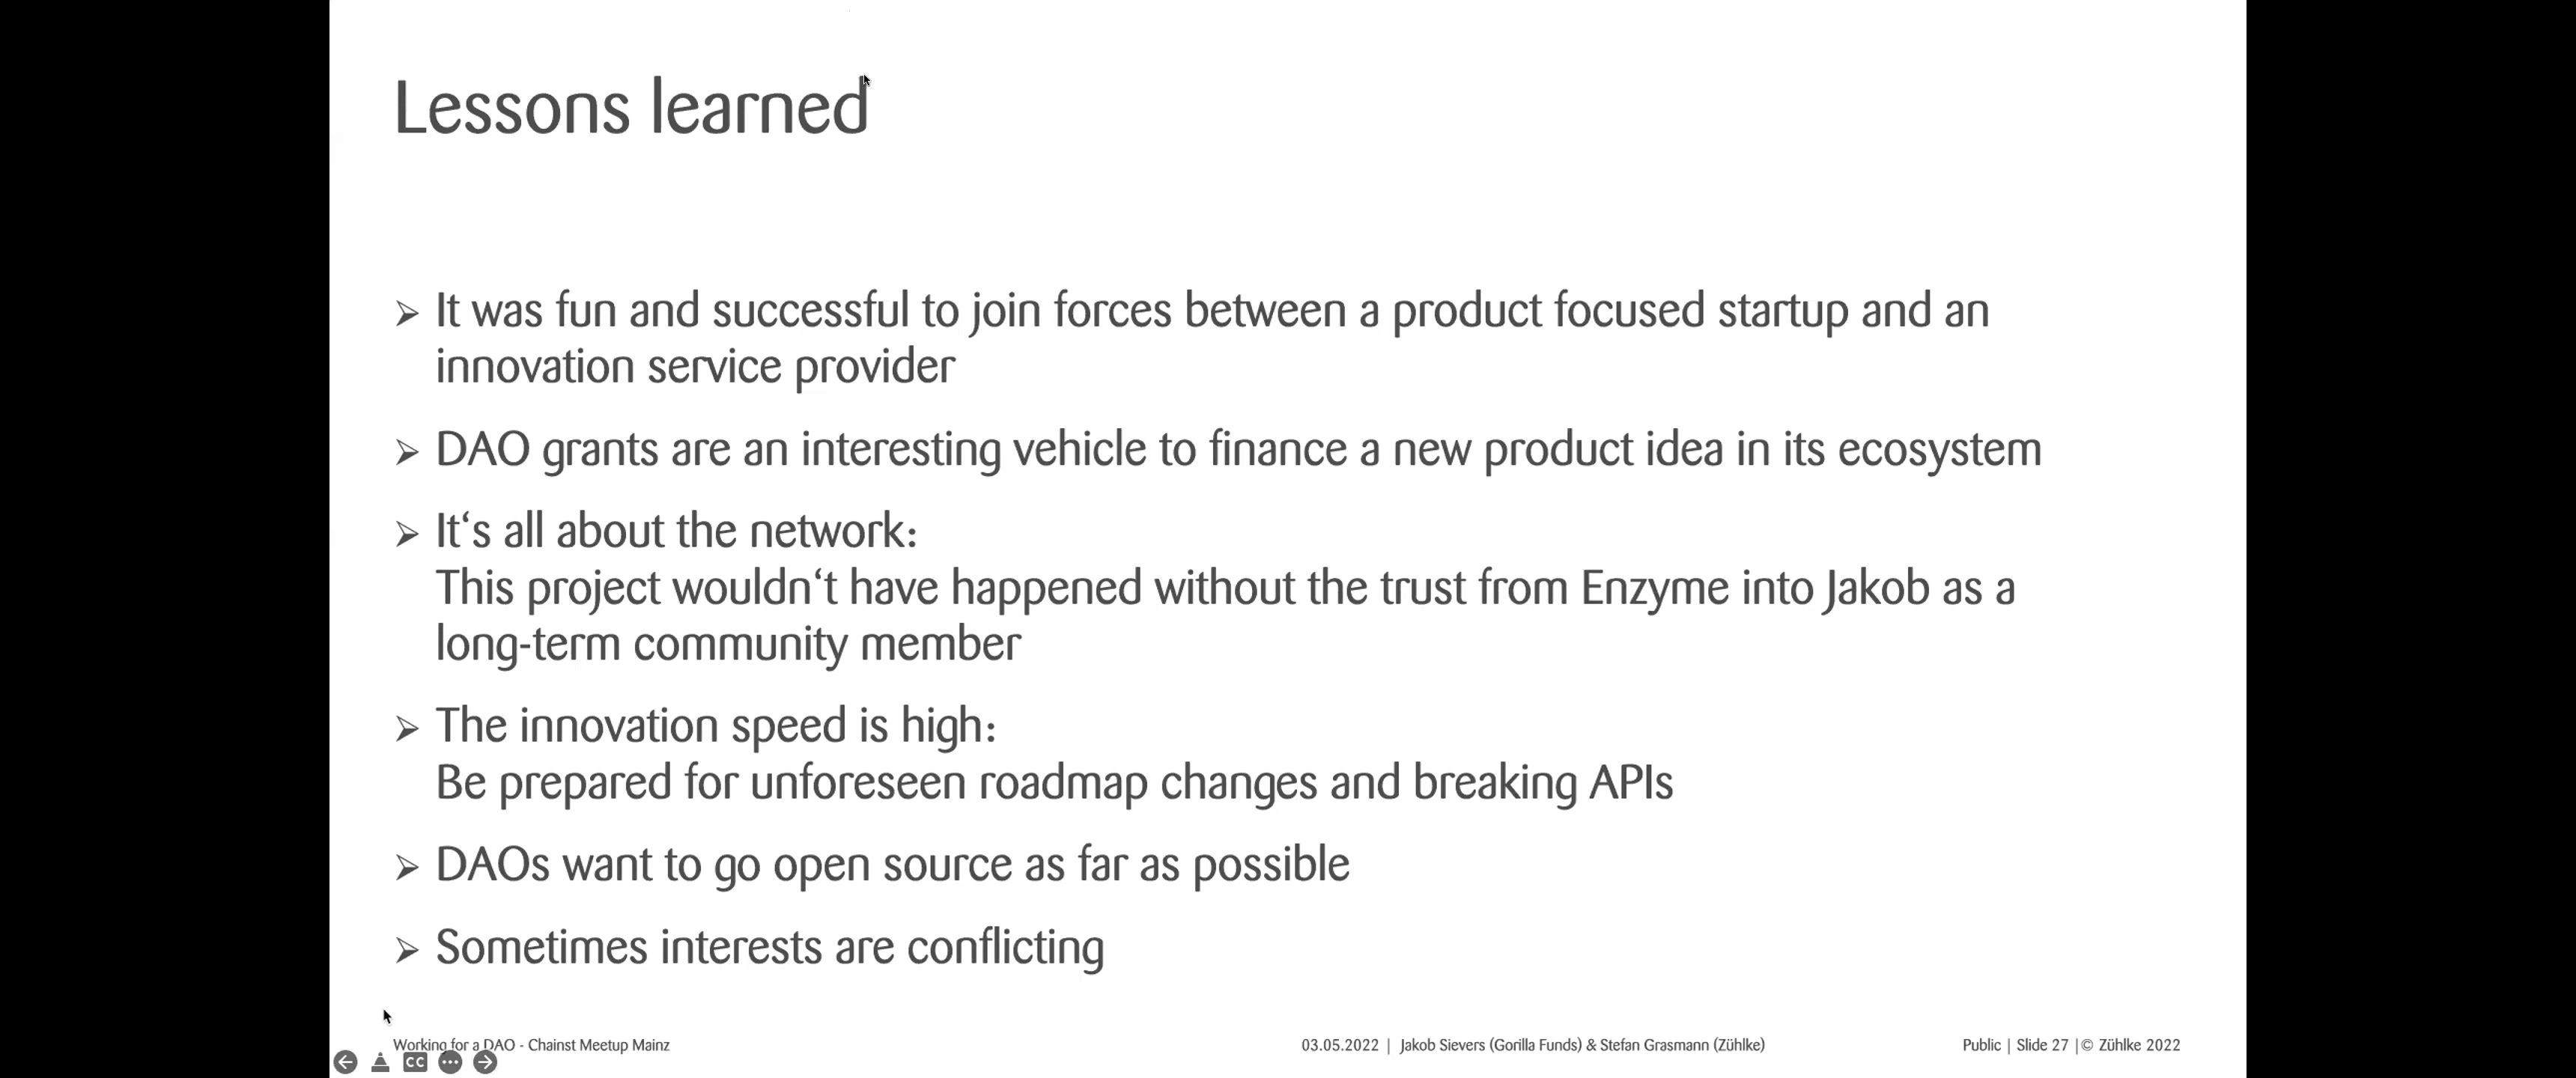 Lessons learned
➢ It was fun and successful to join forces between a product focused startup and an
innovation service provider
➢ DAO grants are an interesting vehicle to finance a new product idea in its ecosystem
➢ It‘s all about the network:
This project wouldn‘t have happened without the trust from Enzyme into Jakob as a
long-term community member
➢ The innovation speed is high:
Be prepared for unforeseen roadmap changes and breaking APIs
➢ DAOs want to go open source as far as possible
➢ Sometimes interests are conflicting
Working for a DAO - Chainst Meetup Mainz
03.05.2022 | Jakob Sievers (Gorilla Funds) & Stefan Grasmann (Zühlke)
Public | Slide 27 | © Zühlke 2022
CC